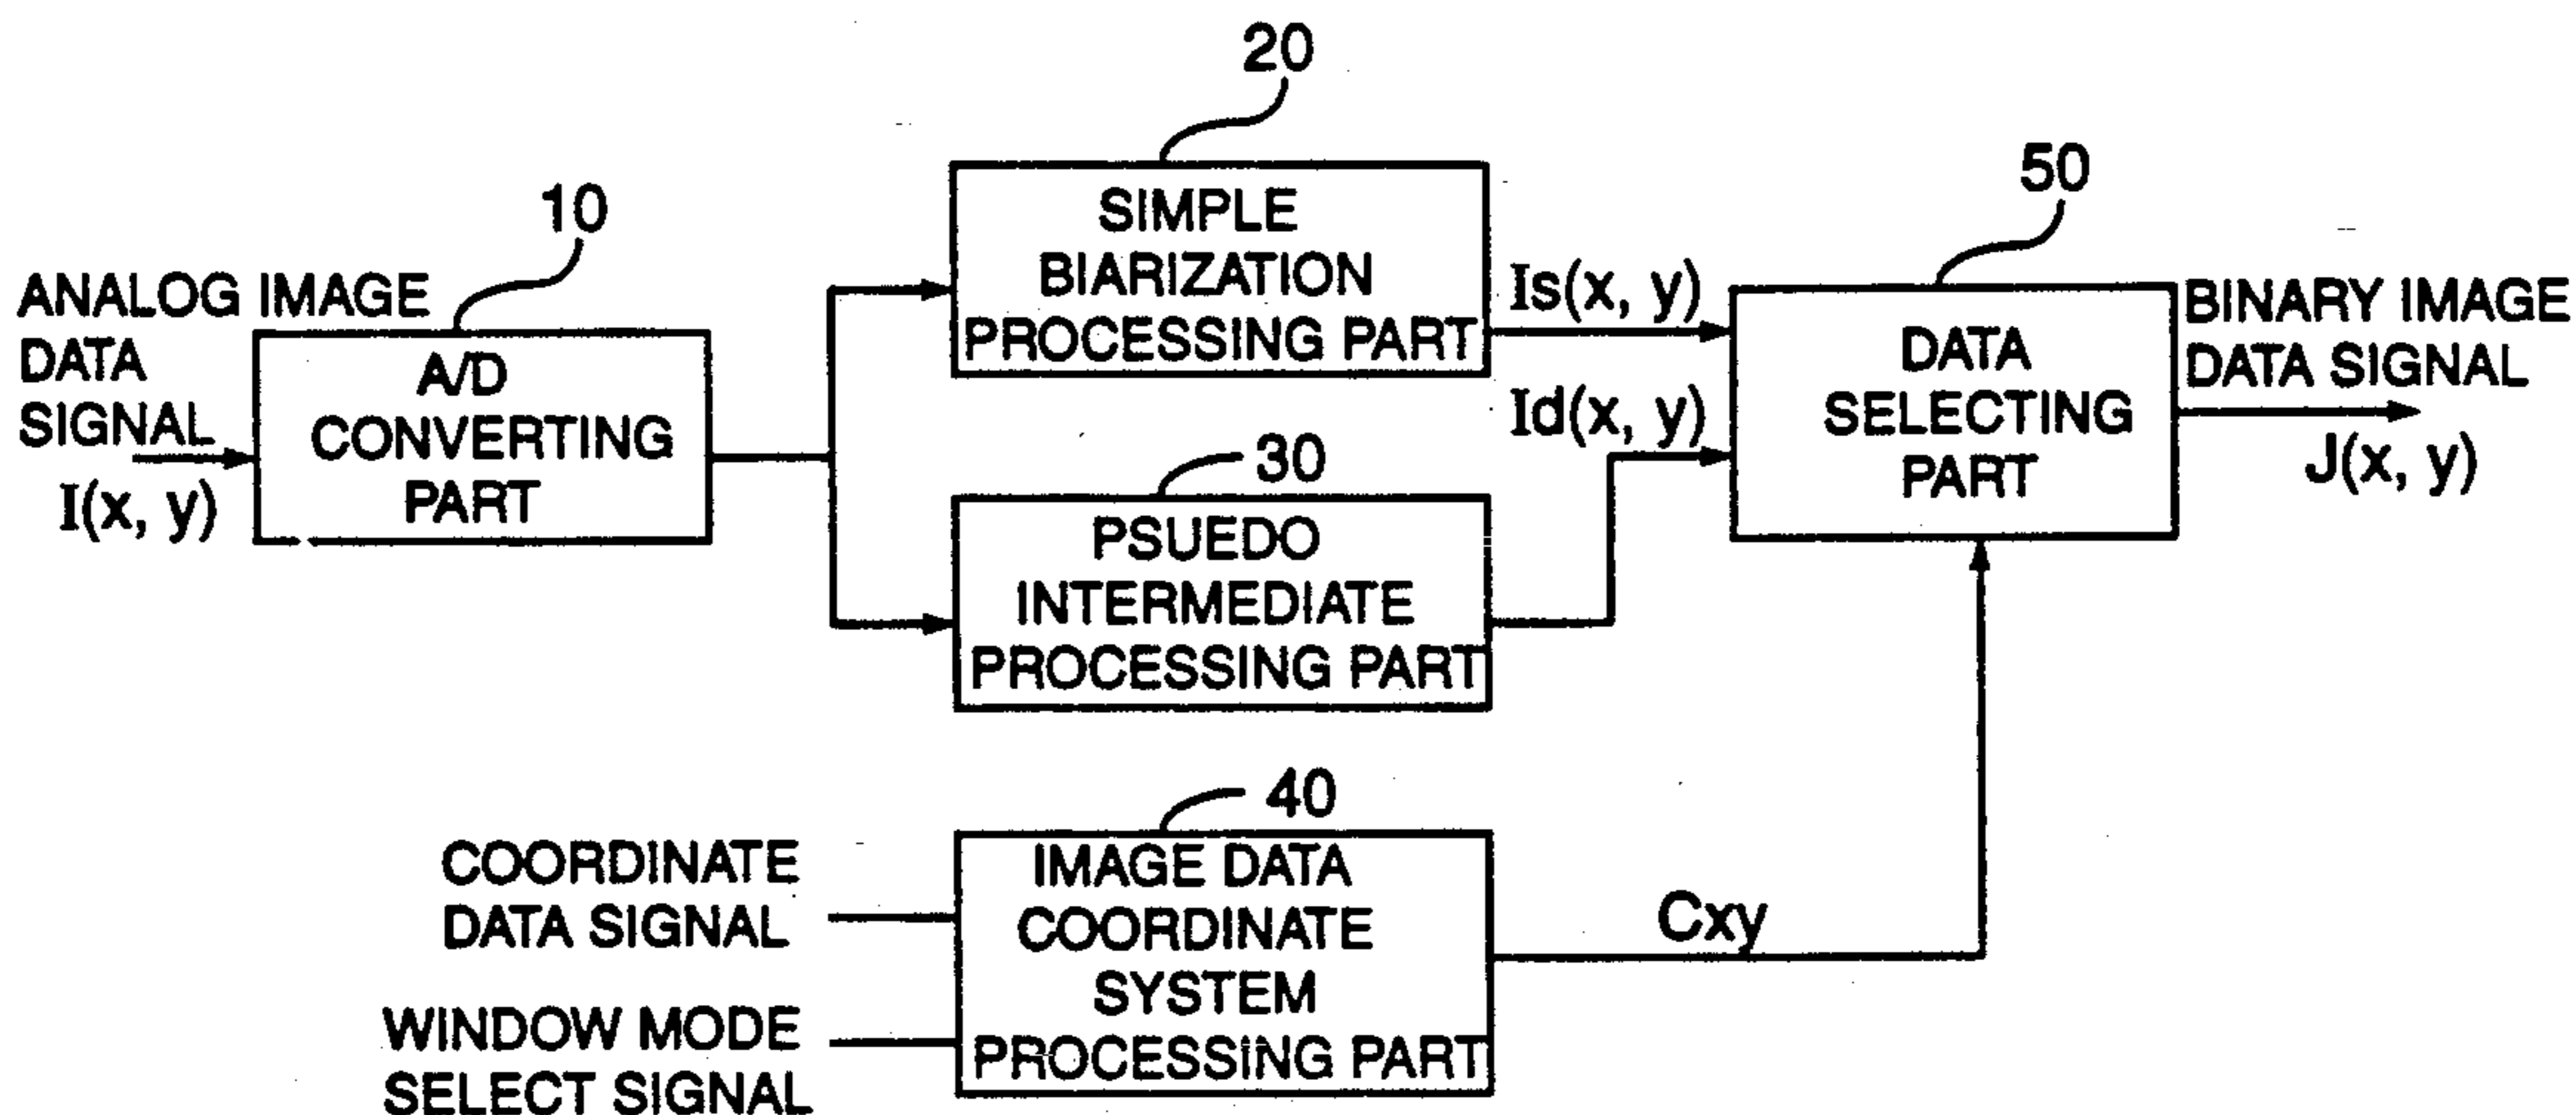 20
50
10
SIMPLE
BIARIZATION
PROCESSING PART
ANALOG IMAGE
DATA
SIGNAL
I(x, y)
A/D
CONVERTING
PART
Is(x, y)
Id(x, y)
DATA
SELECTING
PART
BINARY IMAGE
DATA SIGNAL
J(x, y)
30
PSUEDO
INTERMEDIATE
PROCESSING PART
40
COORDINATE
DATA SIGNAL
WINDOW MODE
SELECT SIGNAL
IMAGE DATA
COORDINATE
SYSTEM
PROCESSING PART
Cxy